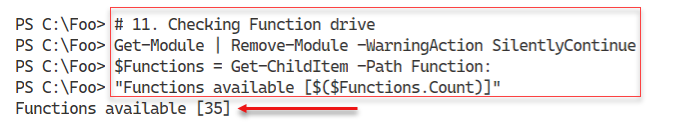 PS C:\Foo> # 11. Checking Function drive
PS C:\Foo> Get-Module | Remove-Module -WarningAction SilentlyContinue
PS C:\Foo> $Functions = Get-ChildItem -Path Function:
PS C:\Foo> "Functions available [$($Functions.Count)]"
Functions available [35]